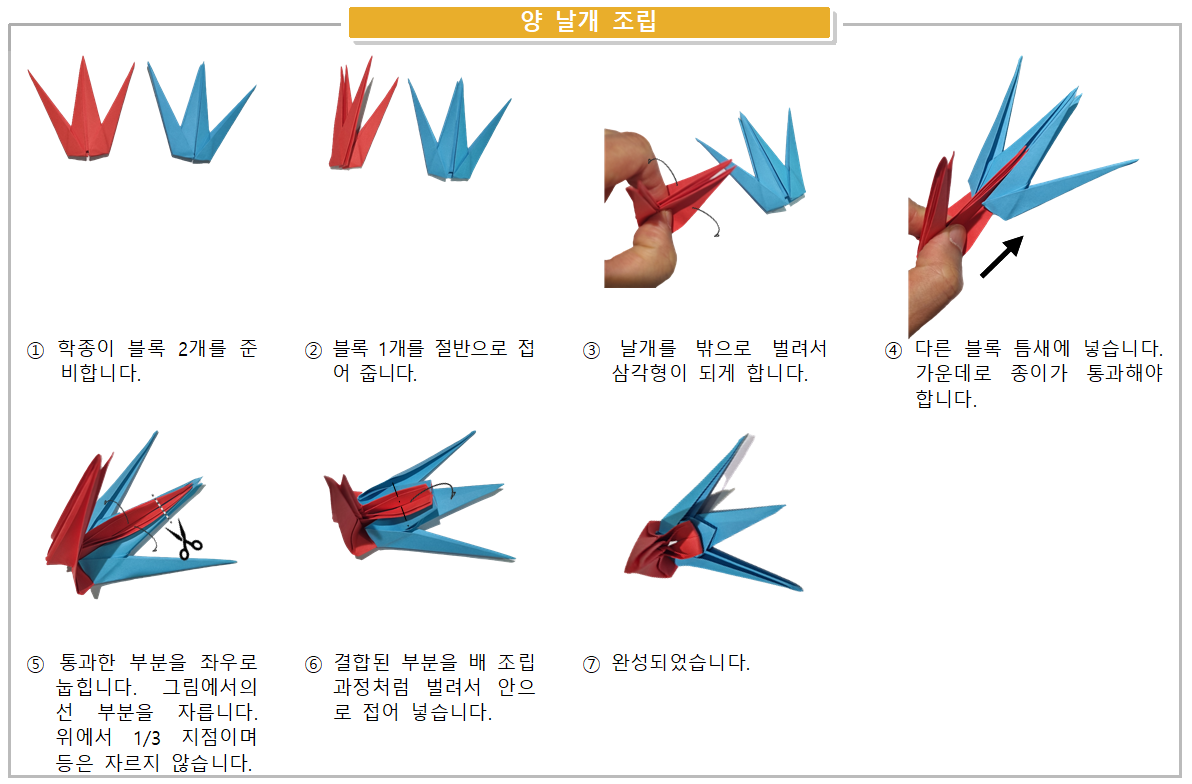 양 날개 조립
① 학종이 블록 2개를 준
비합니다.
② 블록 1개를 절반으로 접
어 줍니다.
③ 날개를 밖으로 벌려서
삼각형이 되게 합니다.
④ 다른 블록 틈새에 넣습니다.
가운데로 종이가 통과해야
합니다.
⑤ 통과한 부분을 좌우로
눕힙니다. 그림에서의
선 부분을 자릅니다.
위에서 1/3 지점이며
등은 자르지 않습니다.
⑥ 결합된 부분을 배 조립
과정처럼 벌려서 안으
로 접어 넣습니다.
⑦ 완성되었습니다.